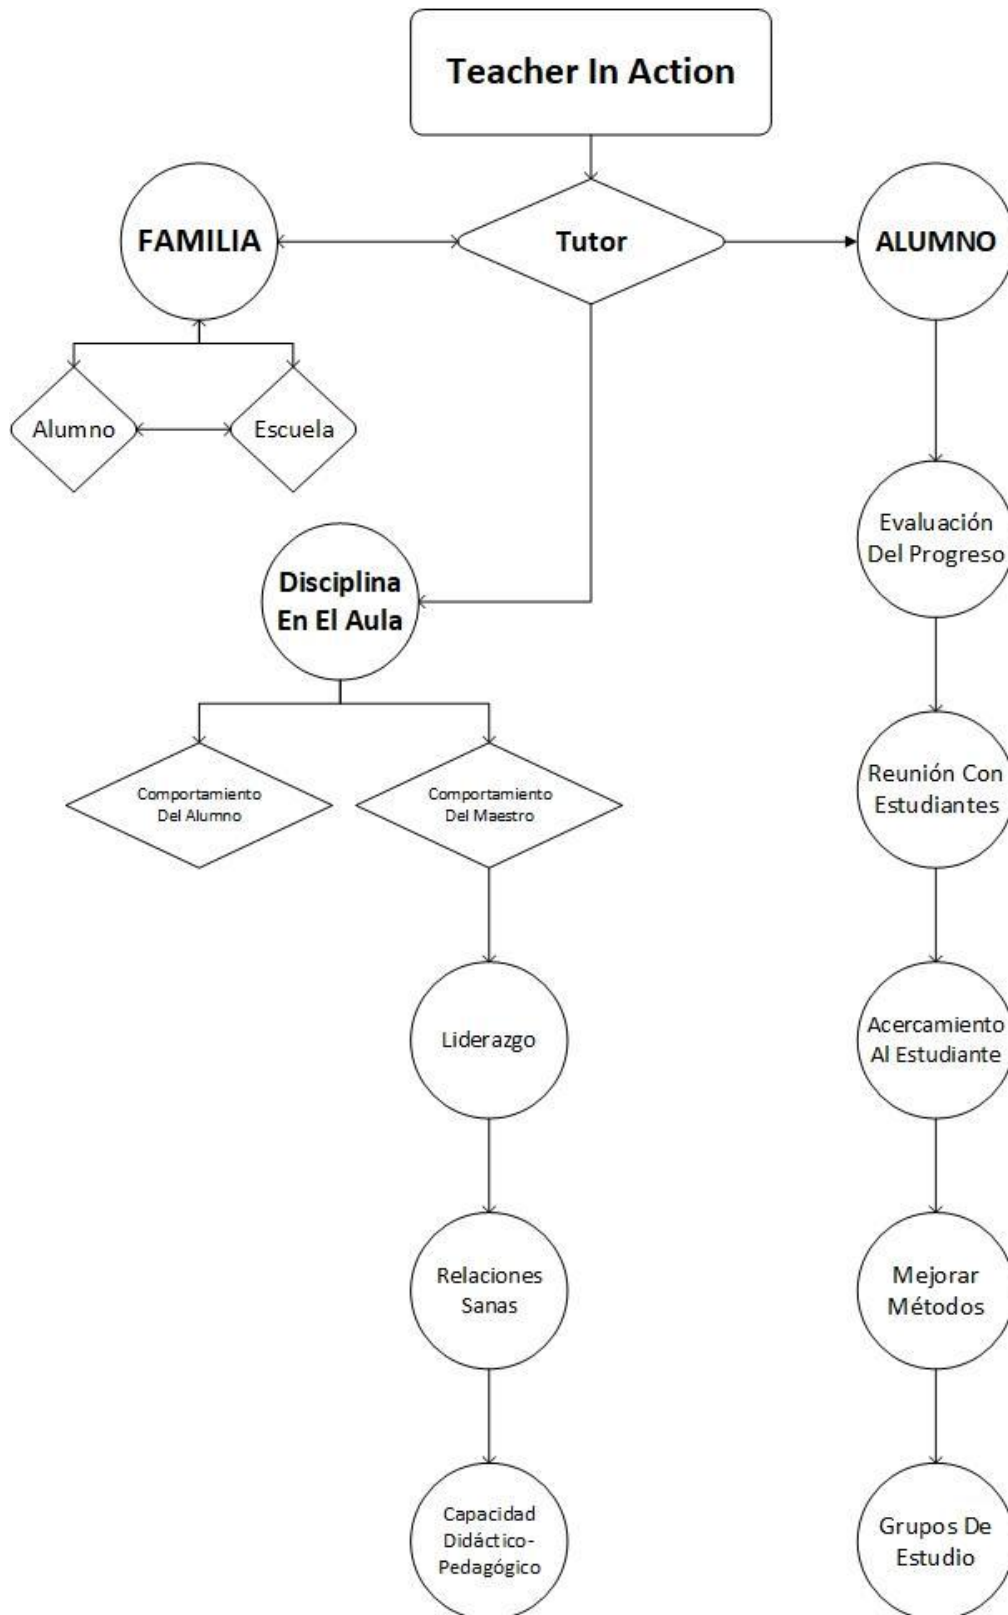 Teacher In Action
FAMILIA
Tutor
ALUMNO
Alumno
Escuela
Evaluación
Del Progreso
Disciplina
En El Aula
Reunión Con
Estudiantes
Comportamiento
Del Alumno
Comportamiento
Del Maestro
Liderazgo
Acercamiento
Al Estudiante
Relaciones
Sanas
Mejorar
Métodos
Capacidad
Didáctico-
Pedagógico
Grupos De
Estudio